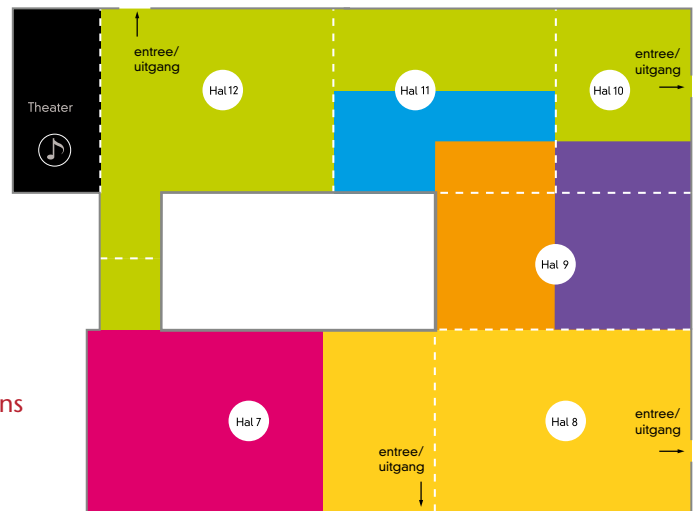 entree/
uitgang
entree/
uitgang
Hal 12
Hal 11
Hal 10
Theater
Hal 9
ns
Hal 7
Hal 8
entree/
uitgang
entree/
uitgang